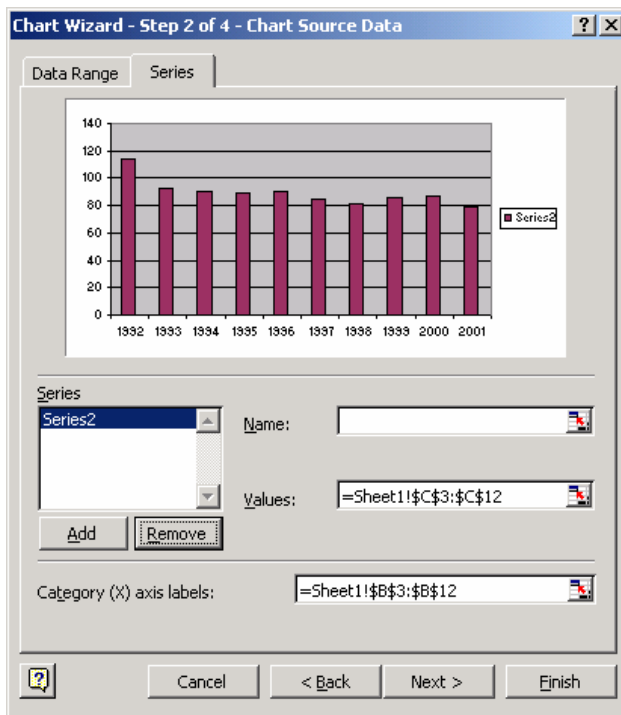 Chart Wizard - Step 2 of 4 - Chart Source Data
Data Range Series
140
120
100
80
60
40
20
0
1992 1993 1994 1995 1996 1997 1998 1999 2000 2001
Series2
Series
Series2
Name:
Values: =Sheet1!$C$3:$C$12
Add Remove
Category (X) axis labels: =Sheet1!$B$3:$B$12
Cancel < Back Next > Finish